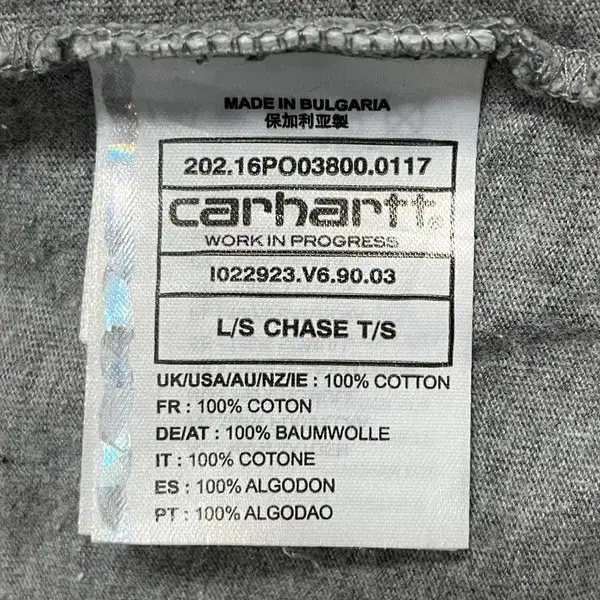 MADE IN BULGARIA
保加利亚製
202.16PO03800.0117
carhartt®
WORK IN PROGRESS
I022923.V6.90.03
L/S CHASE T/S
UK/USA/AU/NZ/IE : 100% COTTON
FR : 100% COTON
DE/AT : 100% BAUMWOLLE
IT : 100% COTONE
ES : 100% ALGODON
PT : 100% ALGODAO